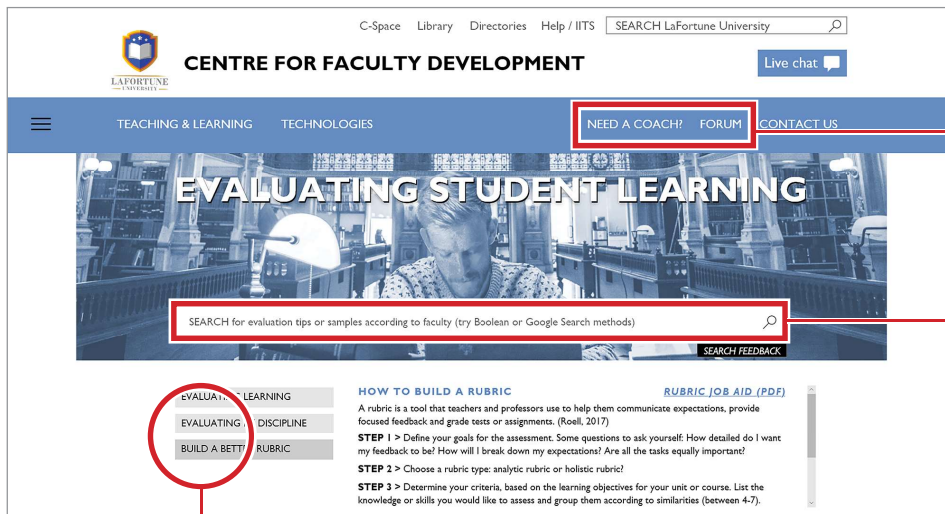 C-Space Library Directories Help / IITS SEARCH LaFortune University
LAFORTUNE
UNIVERSITY
CENTRE FOR FACULTY DEVELOPMENT
Live chat
TEACHING & LEARNING TECHNOLOGIES NEED A COACH? FORUM CONTACT US
EVALUATING STUDENT LEARNING
SEARCH for evaluation tips or samples according to faculty (try Boolean or Google Search methods)
SEARCH FEEDBACK
EVALUATING LEARNING
EVALUATING DISCIPLINE
BUILD A BETTER RUBRIC
HOW TO BUILD A RUBRIC RUBRIC JOB AID (PDF)
A rubric is a tool that teachers and professors use to help them communicate expectations, provide
focused feedback and grade tests or assignments. (Roell, 2017)
STEP 1 > Define your goals for the assessment. Some questions to ask yourself: How detailed do I want
my feedback to be? How will I break down my expectations? Are all the tasks equally important?
STEP 2 > Choose a rubric type: analytic rubric or holistic rubric?
STEP 3 > Determine your criteria, based on the learning objectives for your unit or course. List the
knowledge or skills you would like to assess and group them according to similarities (between 4-7).